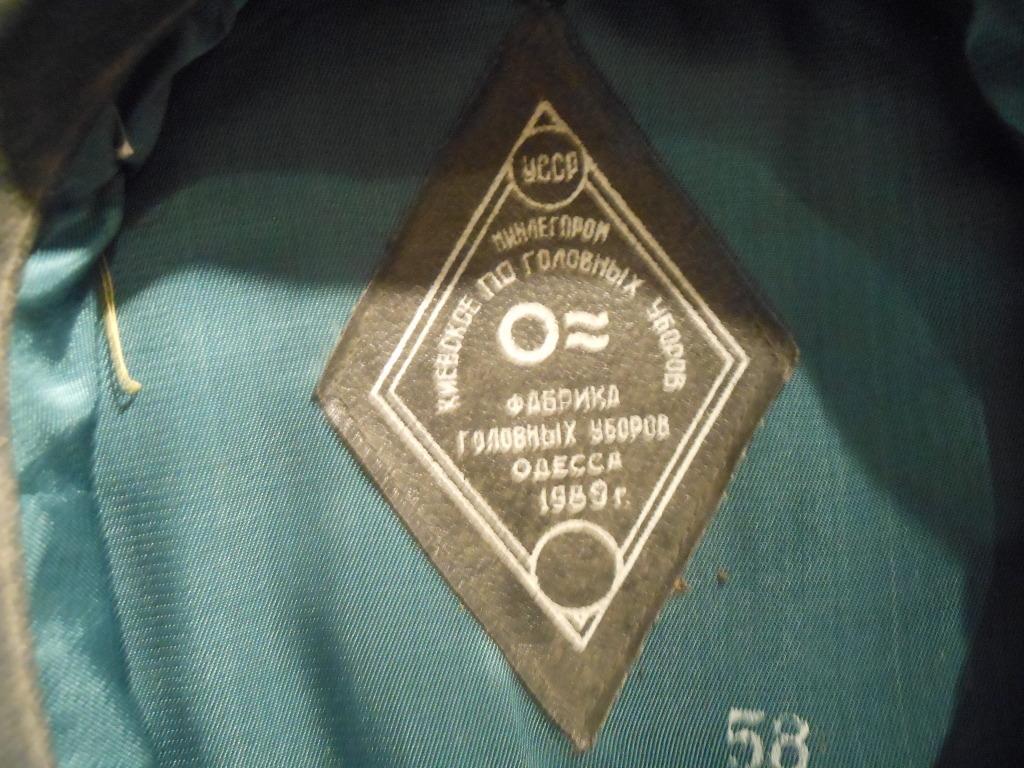 УССР
МИНЛЕГПРОМ
КИЕВСКОЕ ПО ГОЛОВНЫХ УБОРОВ
ФАБРИКА
ГОЛОВНЫХ УБОРОВ
ОДЕССА
1989 г.
58